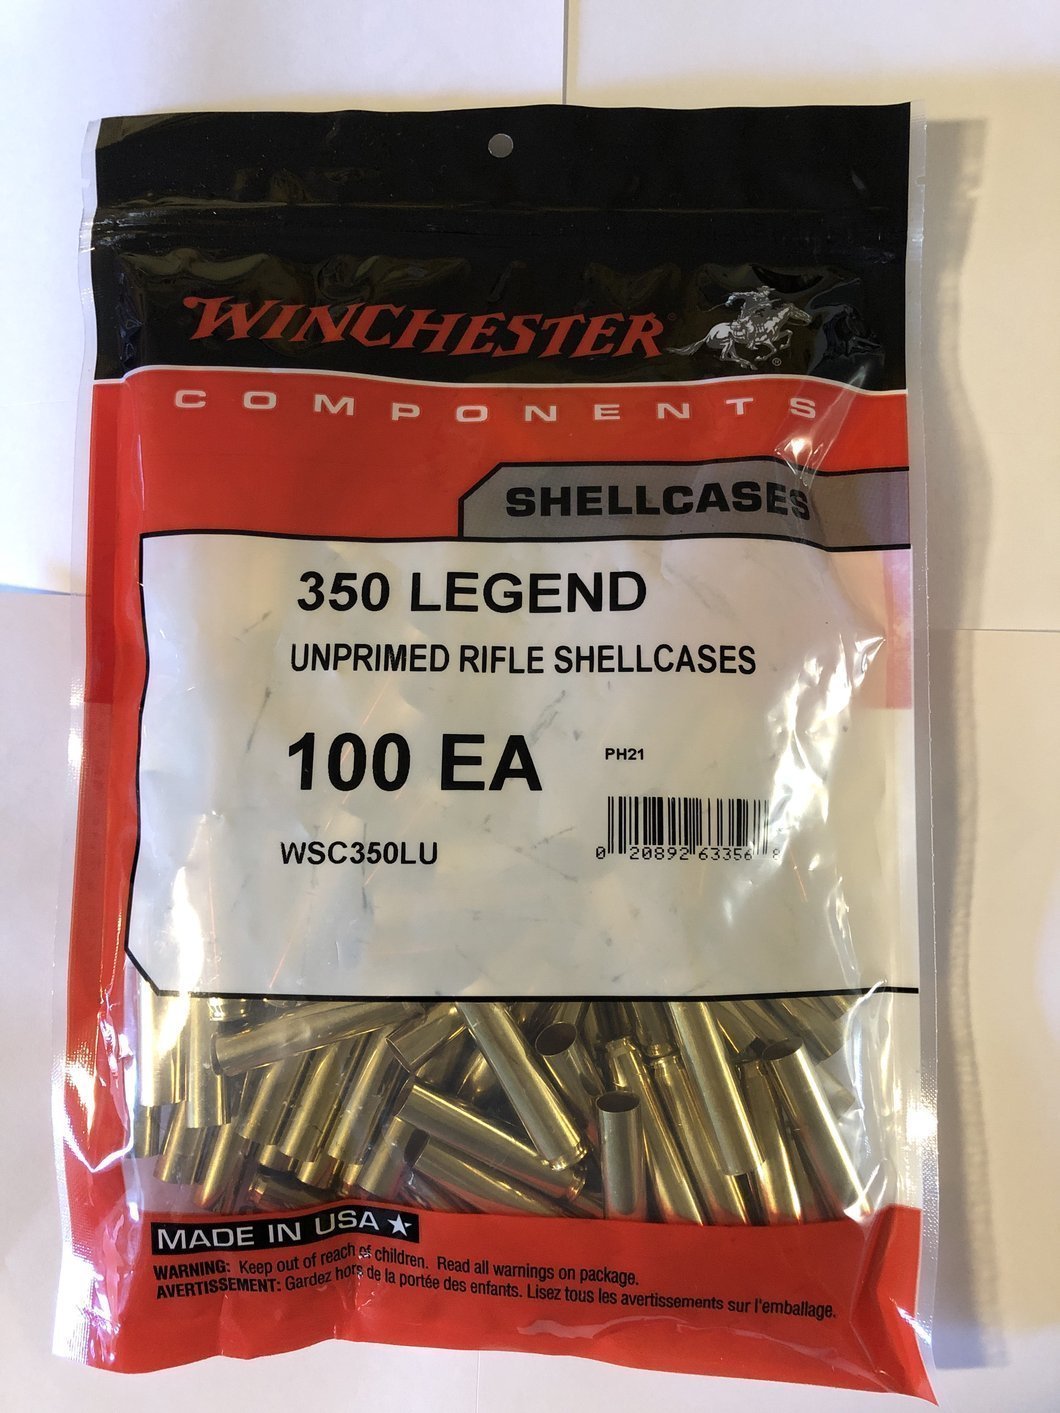 WINCHESTER®
®
COMPONENTS
SHELLCASES
350 LEGEND
UNPRIMED RIFLE SHELLCASES
100 EA
PH21
WSC350LU
0 20892 63356 8
MADE IN USA ★
WARNING: Keep out of reach of children. Read all warnings on package.
AVERTISSEMENT: Gardez hors de la portée des enfants. Lisez tous les avertissements sur l'emballage.